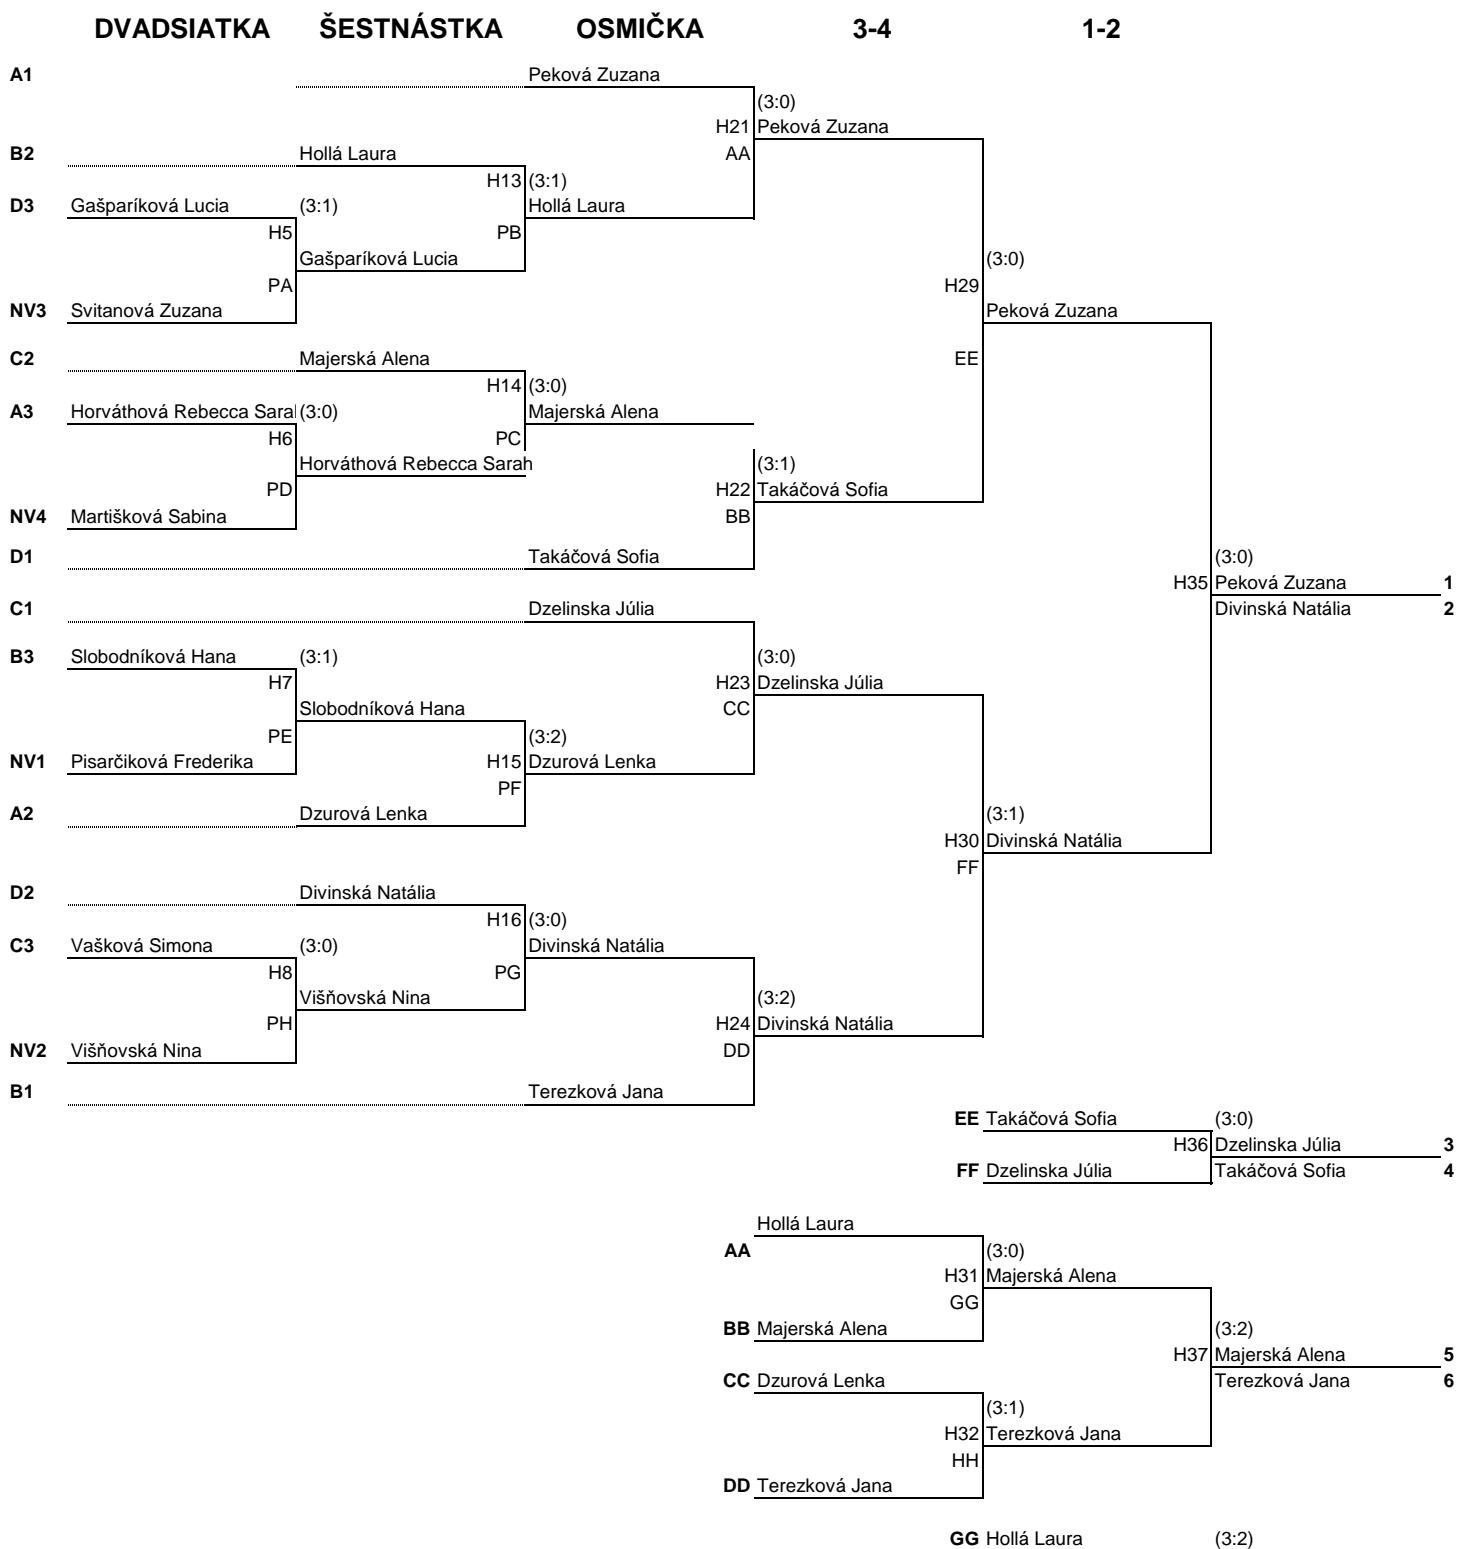 DVADSIATKA ŠESTNÁSTKA OSMIČKA 3-4 1-2
A1 Peková Zuzana
(3:0)
H21 Peková Zuzana
B2 Hollá Laura AA
H13 (3:1)
D3 Gašparíková Lucia (3:1) Hollá Laura
H5 PB
Gašparíková Lucia (3:0)
PA H29
NV3 Svitanová Zuzana Peková Zuzana
C2 Majerská Alena EE
H14 (3:0)
A3 Horváthová Rebecca Sarah (3:0) Majerská Alena
H6 PC
Horváthová Rebecca Sarah (3:1)
PD H22 Takáčová Sofia
NV4 Martišková Sabina BB
D1 Takáčová Sofia (3:0)
H35 Peková Zuzana 1
C1 Dzelinska Júlia Divinská Natália 2
B3 Slobodníková Hana (3:1) (3:0)
H7 H23 Dzelinska Júlia
Slobodníková Hana CC
PE (3:2)
NV1 Pisarčiková Frederika H15 Dzurová Lenka
PF
A2 Dzurová Lenka (3:1)
H30 Divinská Natália
FF
D2 Divinská Natália
H16 (3:0)
C3 Vašková Simona (3:0) Divinská Natália
H8 PG
Višňovská Nina (3:2)
PH H24 Divinská Natália
NV2 Višňovská Nina DD
B1 Terezková Jana
EE Takáčová Sofia (3:0)
H36 Dzelinska Júlia 3
FF Dzelinska Júlia Takáčová Sofia 4
Hollá Laura
AA (3:0)
H31 Majerská Alena
GG
BB Majerská Alena (3:2)
H37 Majerská Alena 5
CC Dzurová Lenka Terezková Jana 6
(3:1)
H32 Terezková Jana
HH
DD Terezková Jana
GG Hollá Laura (3:2)